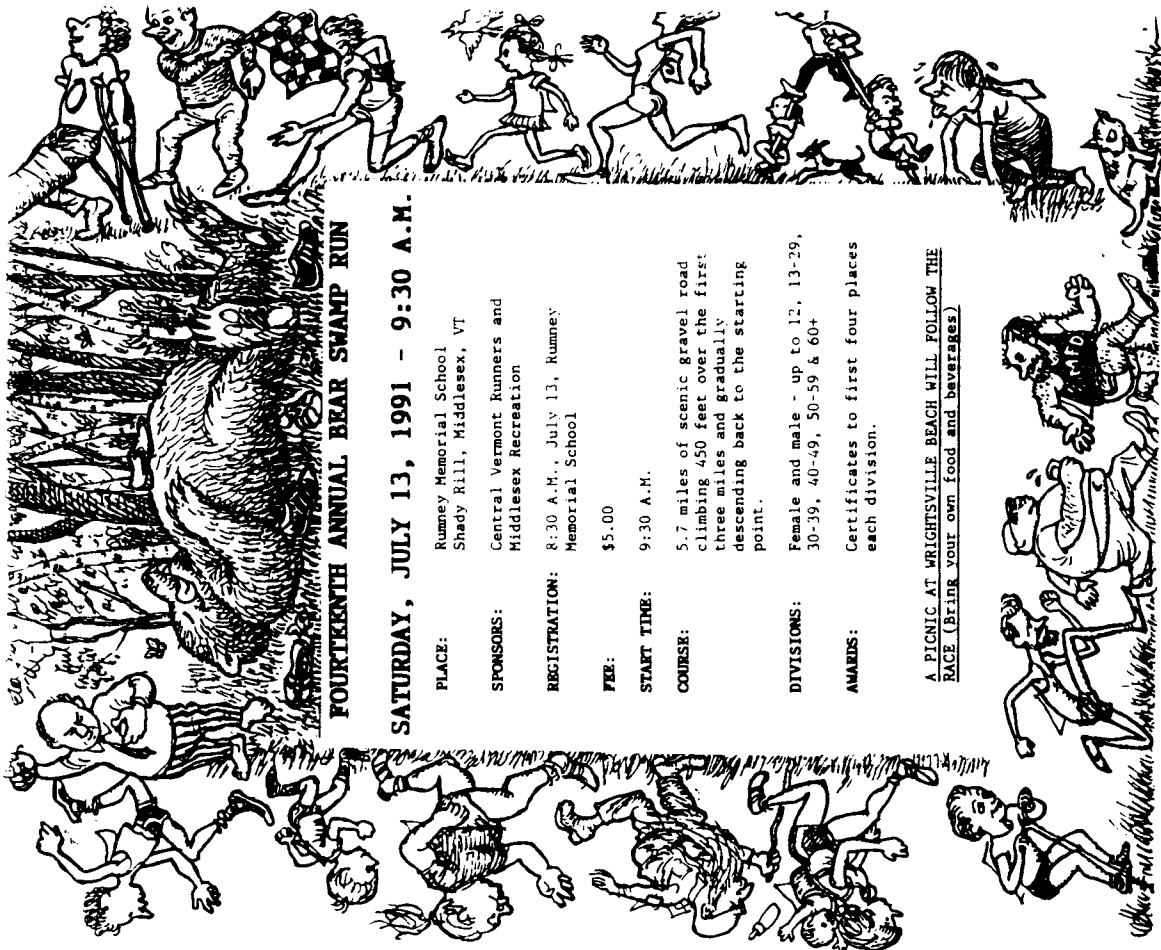 FOURTEENTH ANNUAL BEAR SWAMP RUN
SATURDAY, JULY 13, 1991 - 9:30 A.M.
PLACE: Rumney Memorial School
Shady Rill, Middlesex, VT
SPONSORS: Central Vermont Runners and
Middlesex Recreation
REGISTRATION: 8:30 A.M., July 13, Rumney
Memorial School
FEE: $5.00
START TIME: 9:30 A.M.
COURSE: 5.7 miles of scenic gravel road
climbing 450 feet over the first
three miles and gradually
descending back to the starting
point.
DIVISIONS: Female and male - up to 12, 13-29,
30-39, 40-49, 50-59 & 60+
AWARDS: Certificates to first four places
each division.
A PICNIC AT WRIGHTSVILLE BEACH WILL FOLLOW THE
RACE (Bring your own food and beverages)
MFD